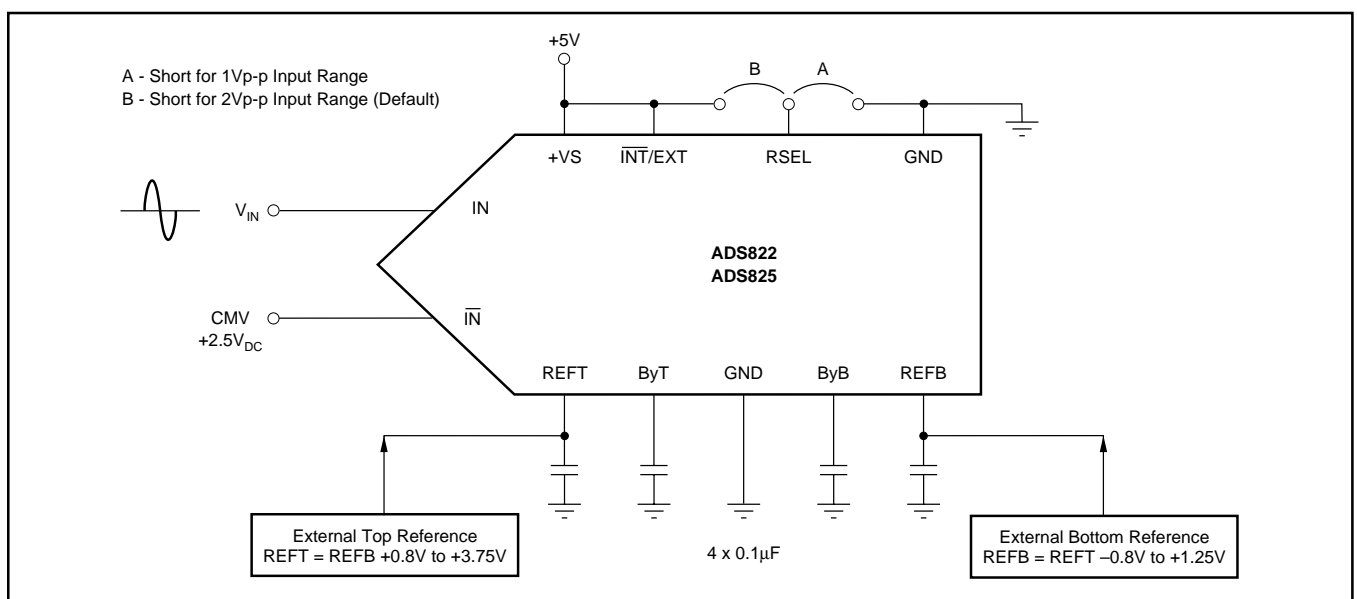 +5V
A - Short for 1Vp-p Input Range
B - Short for 2Vp-p Input Range (Default)
B A
+VS INT/EXT RSEL GND
VIN IN
ADS822
ADS825
CMV IN
+2.5VDC
REFT ByT GND ByB REFB
External Top Reference
REFT = REFB +0.8V to +3.75V
4 x 0.1µF
External Bottom Reference
REFB = REFT –0.8V to +1.25V